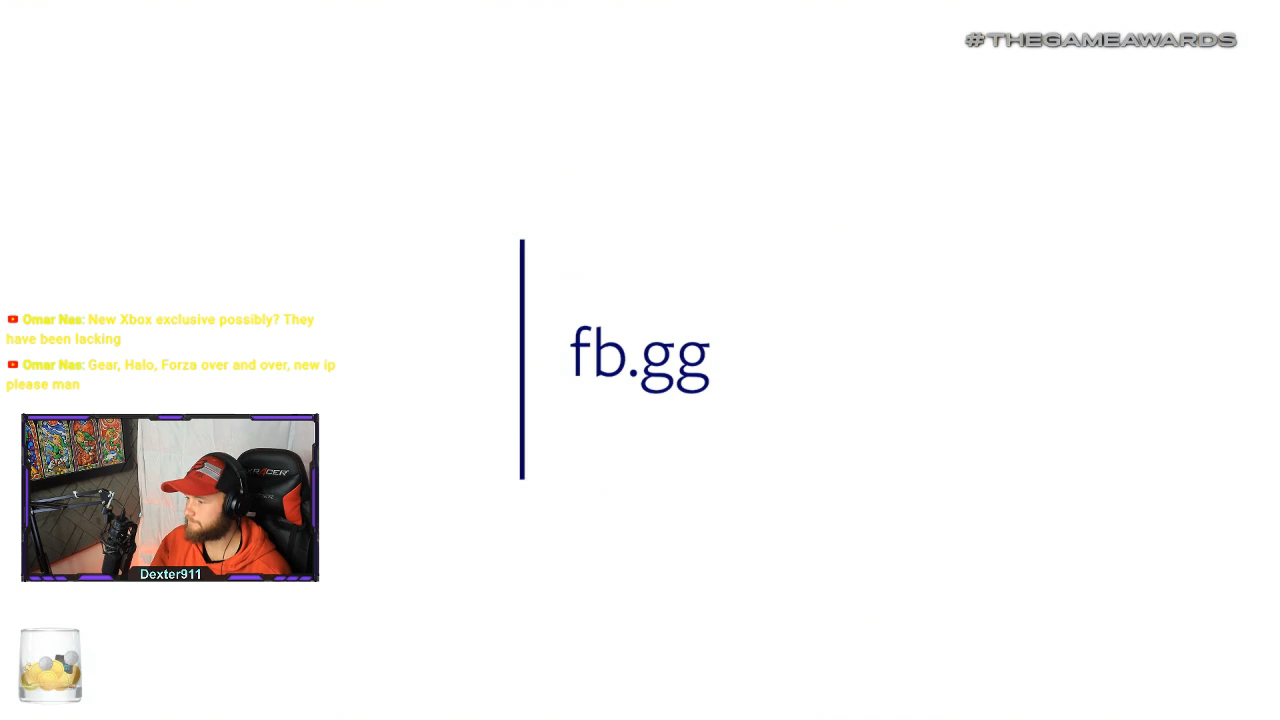 #THEGAMEAWARDS
fb.gg
Omar Nas: New Xbox exclusive possibly? They
have been lacking
Omar Nas: Gear, Halo, Forza over and over, new ip
please man
Dexter911